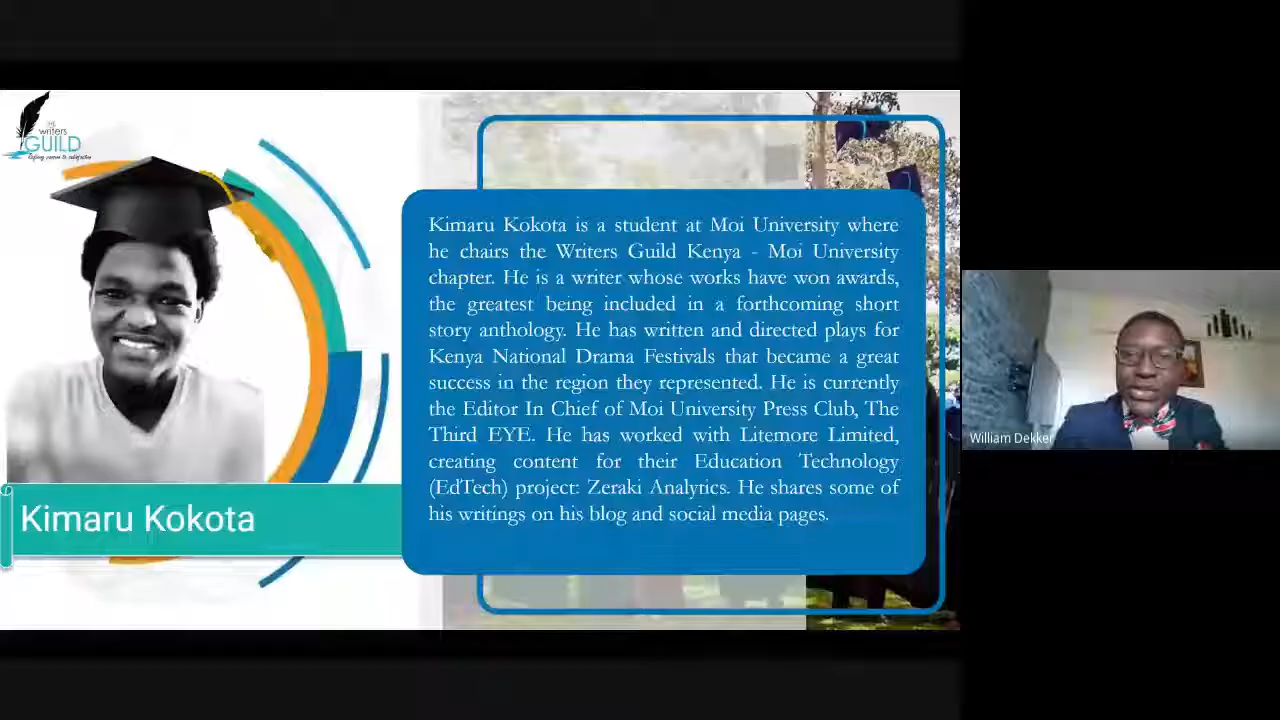 THE
writers
GUILD
Kimaru Kokota is a student at Moi University where
he chairs the Writers Guild Kenya - Moi University
chapter. He is a writer whose works have won awards,
the greatest being included in a forthcoming short
story anthology. He has written and directed plays for
Kenya National Drama Festivals that became a great
success in the region they represented. He is currently
the Editor In Chief of Moi University Press Club, The
Third EYE. He has worked with Litemore Limited,
creating content for their Education Technology
(EdTech) project: Zeraki Analytics. He shares some of
his writings on his blog and social media pages.
Kimaru Kokota
William Dekker